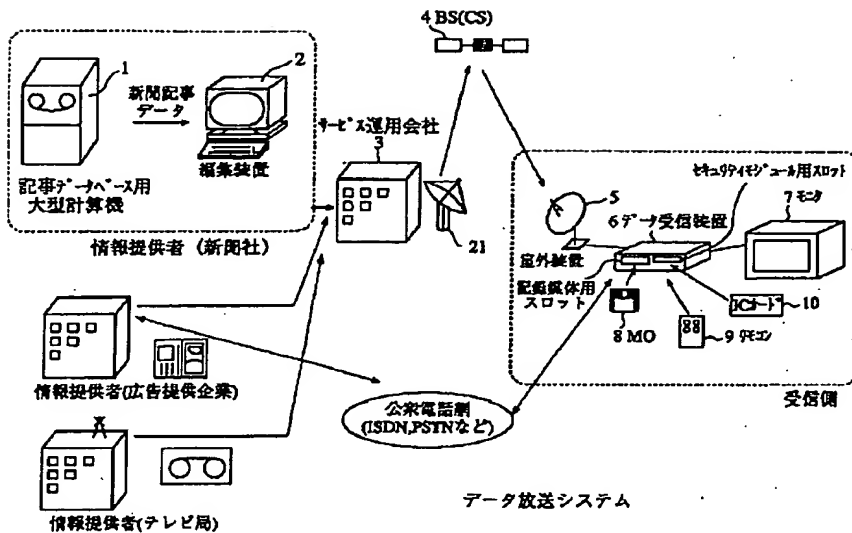 4 BS(CS)
1
2
新聞記事
データ
編集装置
記事データベース用
大型計算機
情報提供者(新聞社)
サービス運用会社
3
21
セキュリティモジュール用スロット
7 モニタ
5
6 データ受信装置
室外装置
記録媒体用
スロット
8 MO
ICカード
10
9 リモコン
受信側
情報提供者(広告提供企業)
公衆電話網
(ISDN,PSTNなど)
情報提供者(テレビ局)
データ放送システム